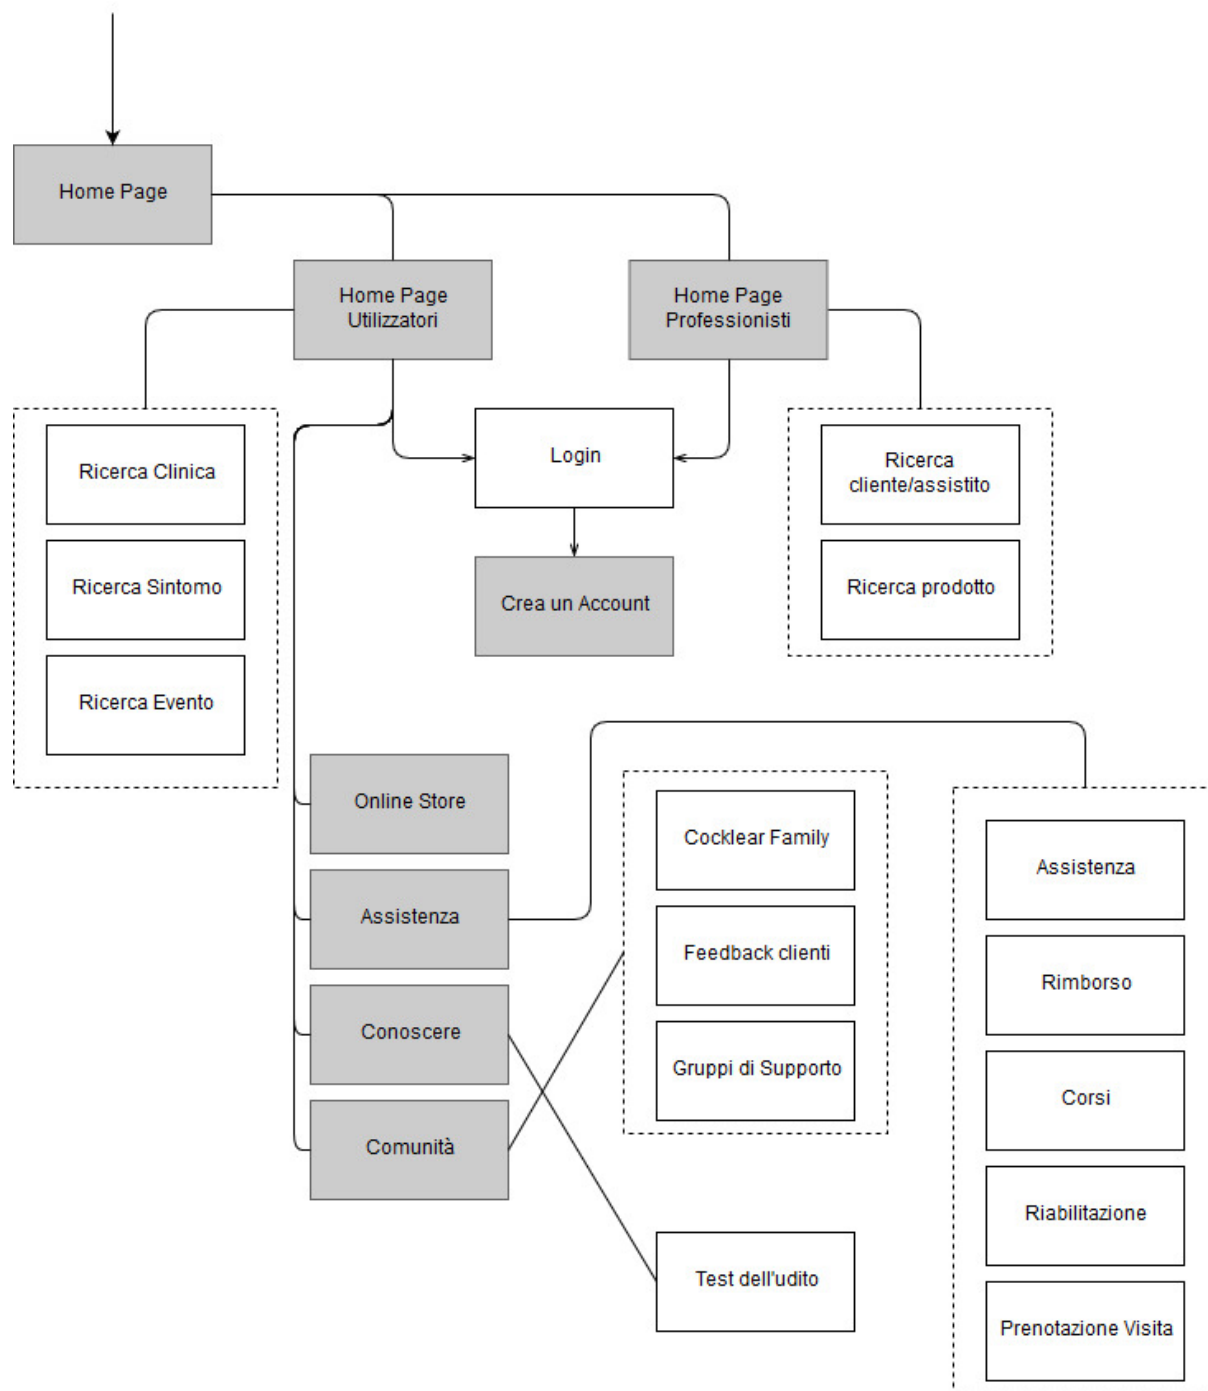 Home Page
Home Page
Utilizzatori
Home Page
Professionisti
Ricerca Clinica
Ricerca Sintomo
Ricerca Evento
Login
Crea un Account
Ricerca
cliente/assistito
Ricerca prodotto
Online Store
Assistenza
Conoscere
Comunità
Cocklear Family
Feedback clienti
Gruppi di Supporto
Test dell'udito
Assistenza
Rimborso
Corsi
Riabilitazione
Prenotazione Visita